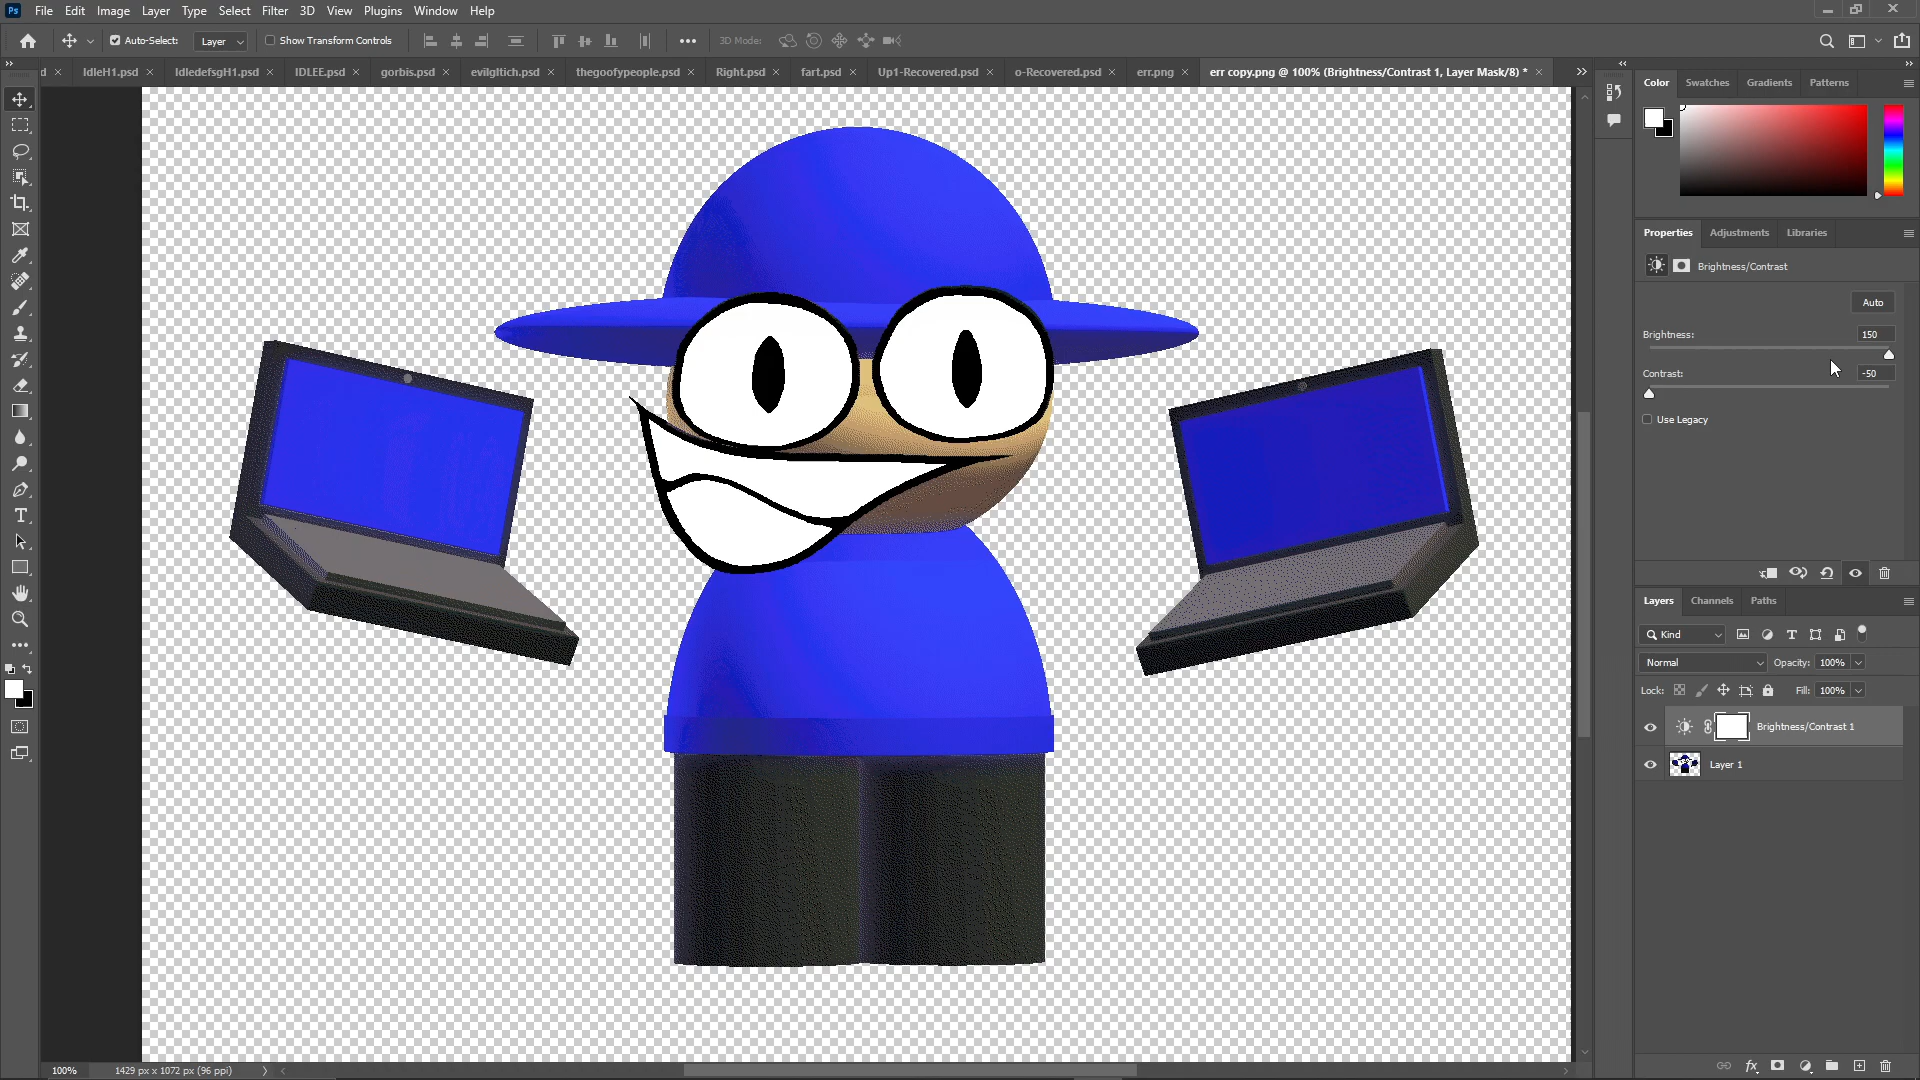 Ps File Edit Image Layer Type Select Filter 3D View Plugins Window Help
Auto-Select: Layer Show Transform Controls 3D Mode:
d IdleH1.psd IdledefsgH1.psd IDLEE.psd gorbis.psd evilgltich.psd thegoofypeople.psd Right.psd fart.psd Up1-Recovered.psd o-Recovered.psd err.png err copy.png @ 100% (Brightness/Contrast 1, Layer Mask/8) *
Color Swatches Gradients Patterns
Properties Adjustments Libraries
Brightness/Contrast
Auto
Brightness: 150
Contrast: -50
Use Legacy
Layers Channels Paths
Kind
Normal Opacity: 100%
Lock: Fill: 100%
Brightness/Contrast 1
Layer 1
100% 1429 px x 1072 px (96 ppi)